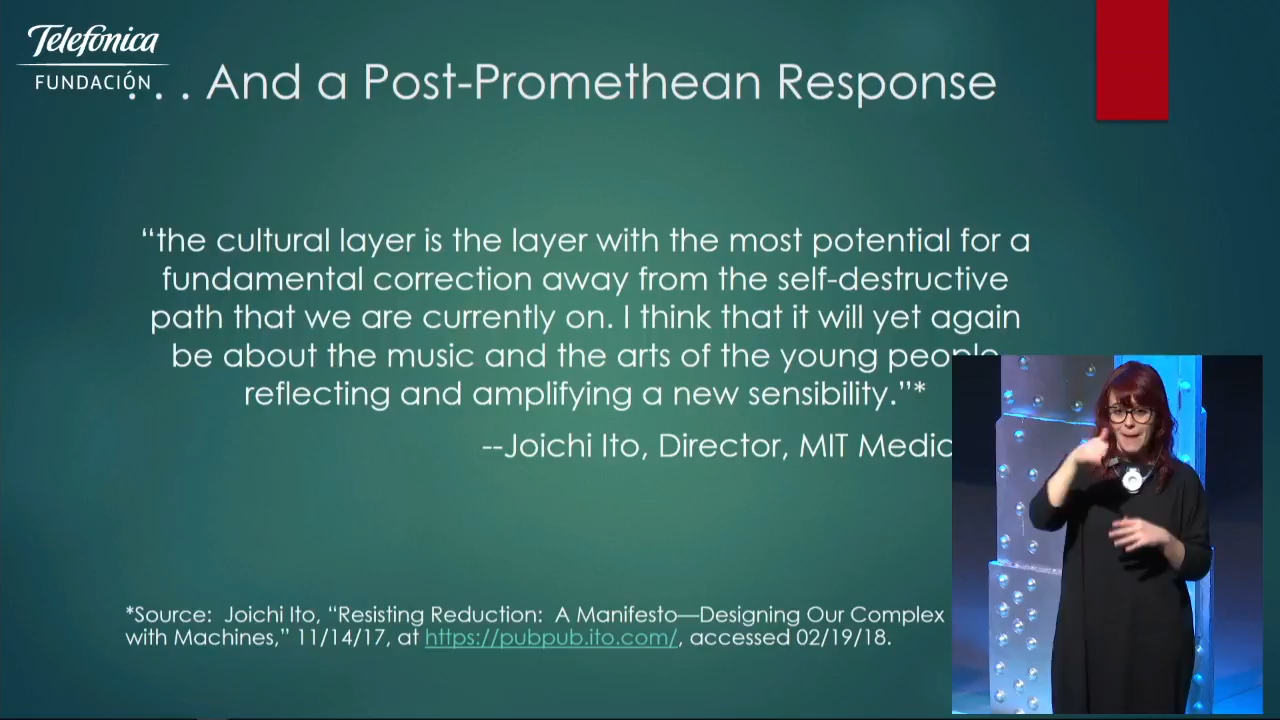 Telefónica
FUNDACIÓN
. . . And a Post-Promethean Response
“the cultural layer is the layer with the most potential for a
fundamental correction away from the self-destructive
path that we are currently on. I think that it will yet again
be about the music and the arts of the young people
reflecting and amplifying a new sensibility.”*
--Joichi Ito, Director, MIT Media
*Source: Joichi Ito, “Resisting Reduction: A Manifesto—Designing Our Complex
with Machines,” 11/14/17, at https://pubpub.ito.com/, accessed 02/19/18.